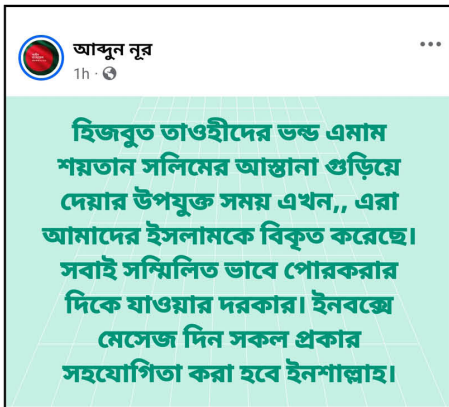 আব্দুন নূর
1h
হিজবুত তাওহীদের ভন্ড এমাম
শয়তান সলিমের আস্তানা গুড়িয়ে
দেয়ার উপযুক্ত সময় এখন,, এরা
আমাদের ইসলামকে বিকৃত করেছে।
সবাই সম্মিলিত ভাবে পোরকরার
দিকে যাওয়ার দরকার। ইনবক্সে
মেসেজ দিন সকল প্রকার
সহযোগিতা করা হবে ইনশাল্লাহ।